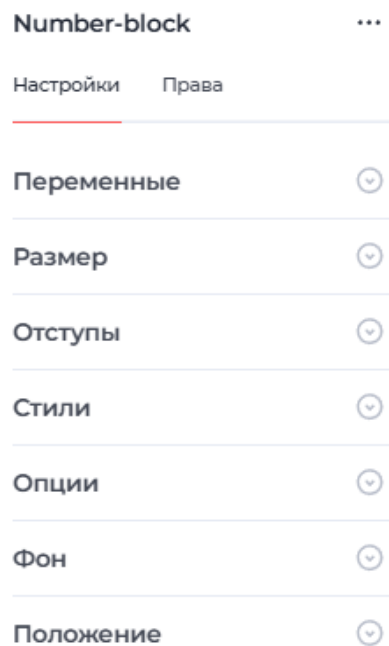 Number-block
Настройки Права
Переменные
Размер
Отступы
Стили
Опции
Фон
Положение